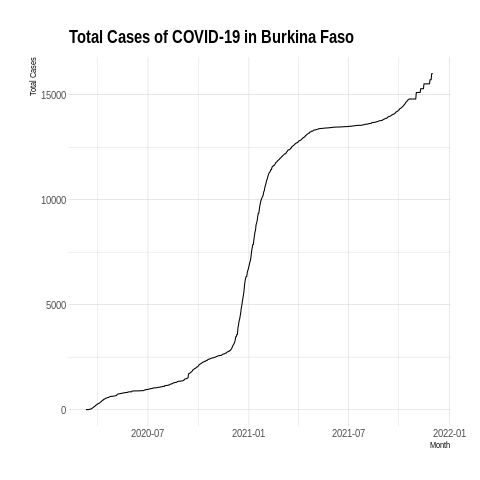 Total Cases of COVID-19 in Burkina Faso
Total Cases
15000
10000
5000
0
2020-07
2021-01
2021-07
2022-01
Month